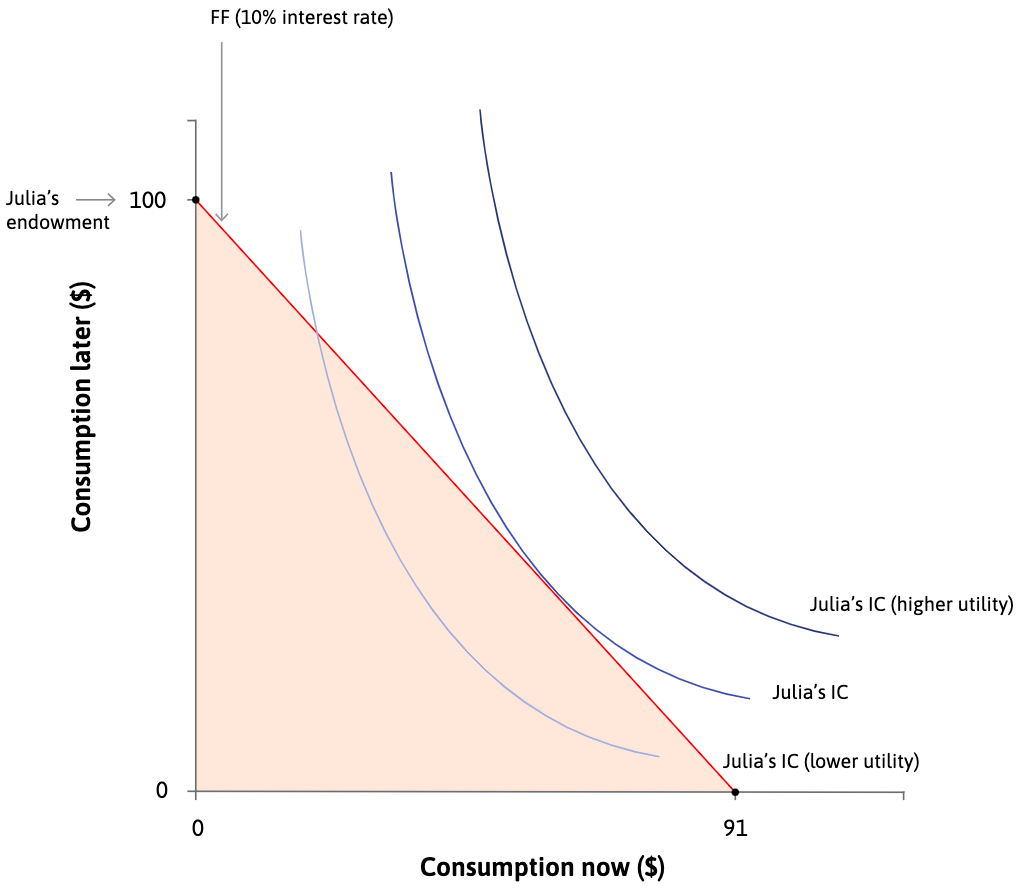 FF (10% interest rate)
Julia’s
endowment
100
Consumption later ($)
Julia’s IC (higher utility)
Julia’s IC
Julia’s IC (lower utility)
0
0
91
Consumption now ($)